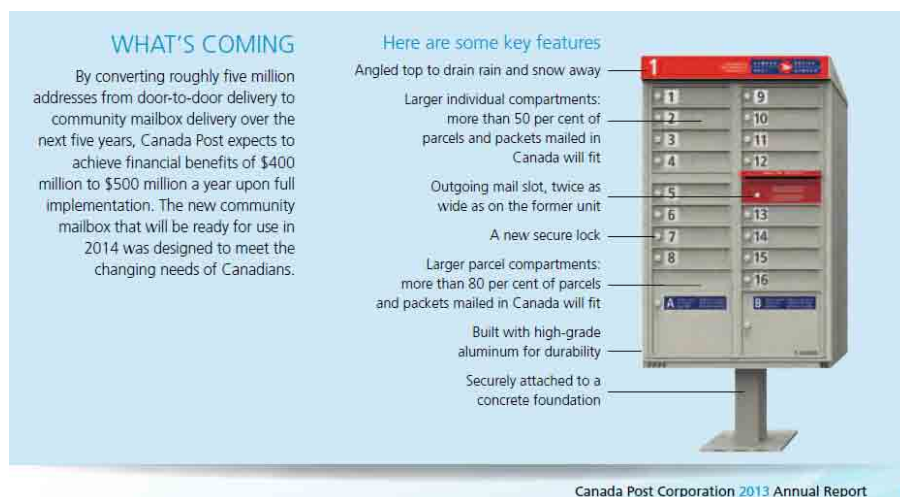 WHAT'S COMING
By converting roughly five million
addresses from door-to-door delivery to
community mailbox delivery over the
next five years, Canada Post expects to
achieve financial benefits of $400
million to $500 million a year upon full
implementation. The new community
mailbox that will be ready for use in
2014 was designed to meet the
changing needs of Canadians.
Here are some key features
Angled top to drain rain and snow away
Larger individual compartments:
more than 50 per cent of
parcels and packets mailed in
Canada will fit
Outgoing mail slot, twice as
wide as on the former unit
A new secure lock
Larger parcel compartments:
more than 80 per cent of parcels
and packets mailed in Canada will fit
Built with high-grade
aluminum for durability
Securely attached to a
concrete foundation
1
1
2
3
4
5
6
7
8
A
9
10
11
12
13
14
15
16
B
Canada Post Corporation 2013 Annual Report